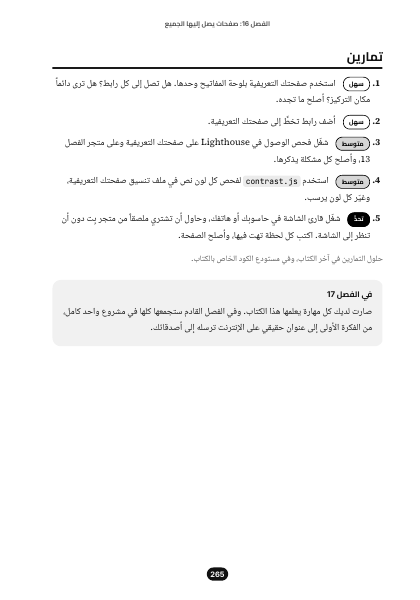 الفصل 16: صفحات يصل إليها الجميع
تمارين
1. سهل استخدم صفحتك التعريفية بلوحة المفاتيح وحدها. هل تصل إلى كل رابط؟ هل ترى دائماً
مكان التركيز؟ أصلح ما تجده.
2. سهل أضف رابط تخطٍّ إلى صفحتك التعريفية.
3. متوسط شغّل فحص الوصول في Lighthouse على صفحتك التعريفية وعلى متجر الفصل
13، وأصلح كل مشكلة يذكرها.
4. متوسط استخدم contrast.js لفحص كل لون نص في ملف تنسيق صفحتك التعريفية،
وغيّر كل لون يرسب.
5. تحدٍّ شغّل قارئ الشاشة في حاسوبك أو هاتفك، وحاول أن تشتري ملصقاً من متجر بِت دون أن
تنظر إلى الشاشة. اكتب كل لحظة تهت فيها، وأصلح الصفحة.
حلول التمارين في آخر الكتاب، وفي مستودع الكود الخاص بالكتاب.
في الفصل 17
صارت لديك كل مهارة يعلمها هذا الكتاب. وفي الفصل القادم ستجمعها كلها في مشروع واحد كامل،
من الفكرة الأولى إلى عنوان حقيقي على الإنترنت ترسله إلى أصدقائك.
265